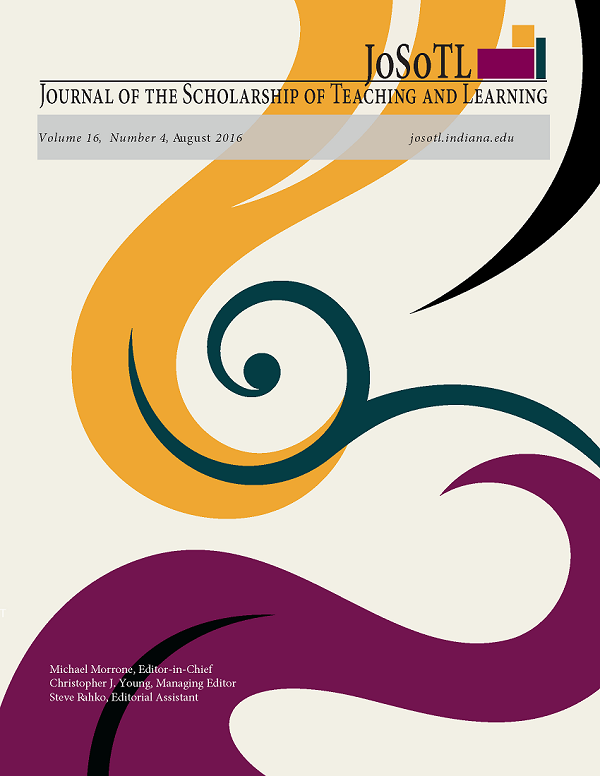 JoSoTL
Journal of the Scholarship of Teaching and Learning
Volume 16, Number 4, August 2016
josotl.indiana.edu
T
Michael Morrone, Editor-in-Chief
Christopher J. Young, Managing Editor
Steve Rahko, Editorial Assistant